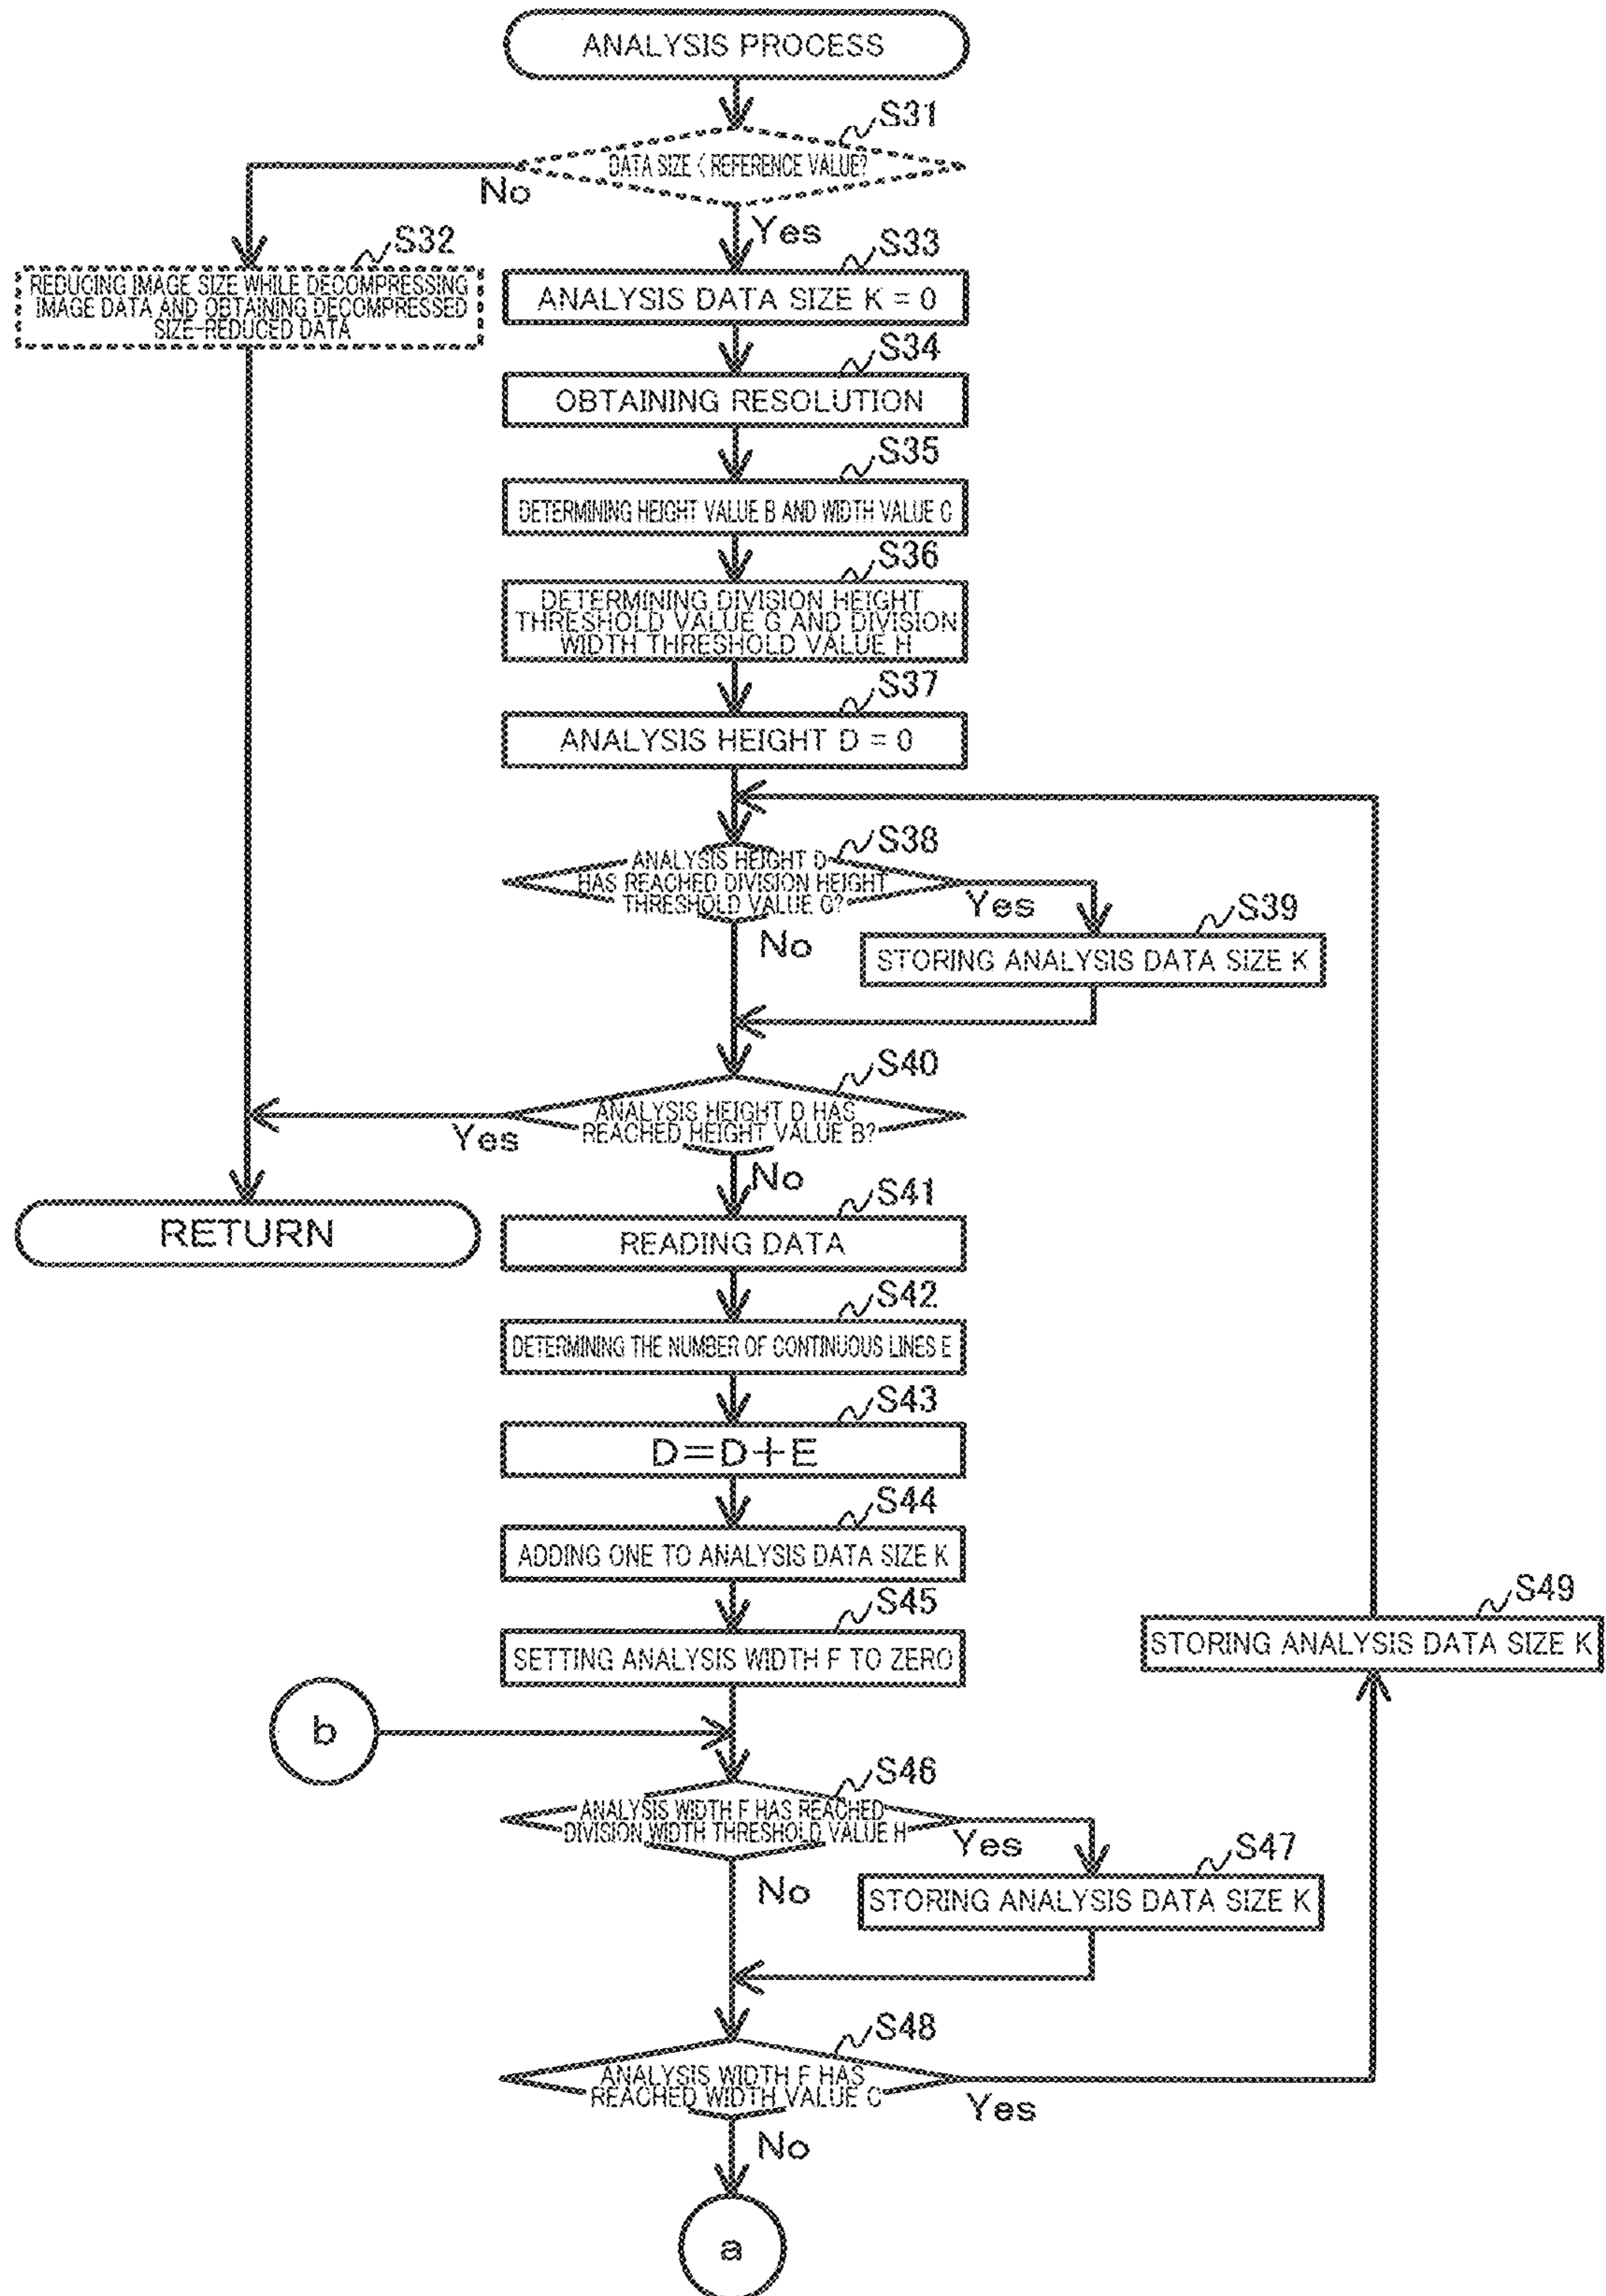 ANALYSIS PROCESS
S31
DATA SIZE < REFERENCE VALUE?
No
Yes
S32
REDUCING IMAGE SIZE WHILE DECOMPRESSING
IMAGE DATA AND OBTAINING DECOMPRESSED
SIZE-REDUCED DATA
S33
ANALYSIS DATA SIZE K = 0
S34
OBTAINING RESOLUTION
S35
DETERMINING HEIGHT VALUE B AND WIDTH VALUE C
S36
DETERMINING DIVISION HEIGHT
THRESHOLD VALUE G AND DIVISION
WIDTH THRESHOLD VALUE H
S37
ANALYSIS HEIGHT D = 0
S38
ANALYSIS HEIGHT D
HAS REACHED DIVISION HEIGHT
THRESHOLD VALUE G?
Yes
No
S39
STORING ANALYSIS DATA SIZE K
S40
ANALYSIS HEIGHT D HAS
REACHED HEIGHT VALUE B?
Yes
No
RETURN
S41
READING DATA
S42
DETERMINING THE NUMBER OF CONTINUOUS LINES E
S43
D=D+E
S44
ADDING ONE TO ANALYSIS DATA SIZE K
S45
SETTING ANALYSIS WIDTH F TO ZERO
S49
STORING ANALYSIS DATA SIZE K
b
S46
ANALYSIS WIDTH F HAS REACHED
DIVISION WIDTH THRESHOLD VALUE H
Yes
No
S47
STORING ANALYSIS DATA SIZE K
S48
ANALYSIS WIDTH F HAS
REACHED WIDTH VALUE C
Yes
No
a